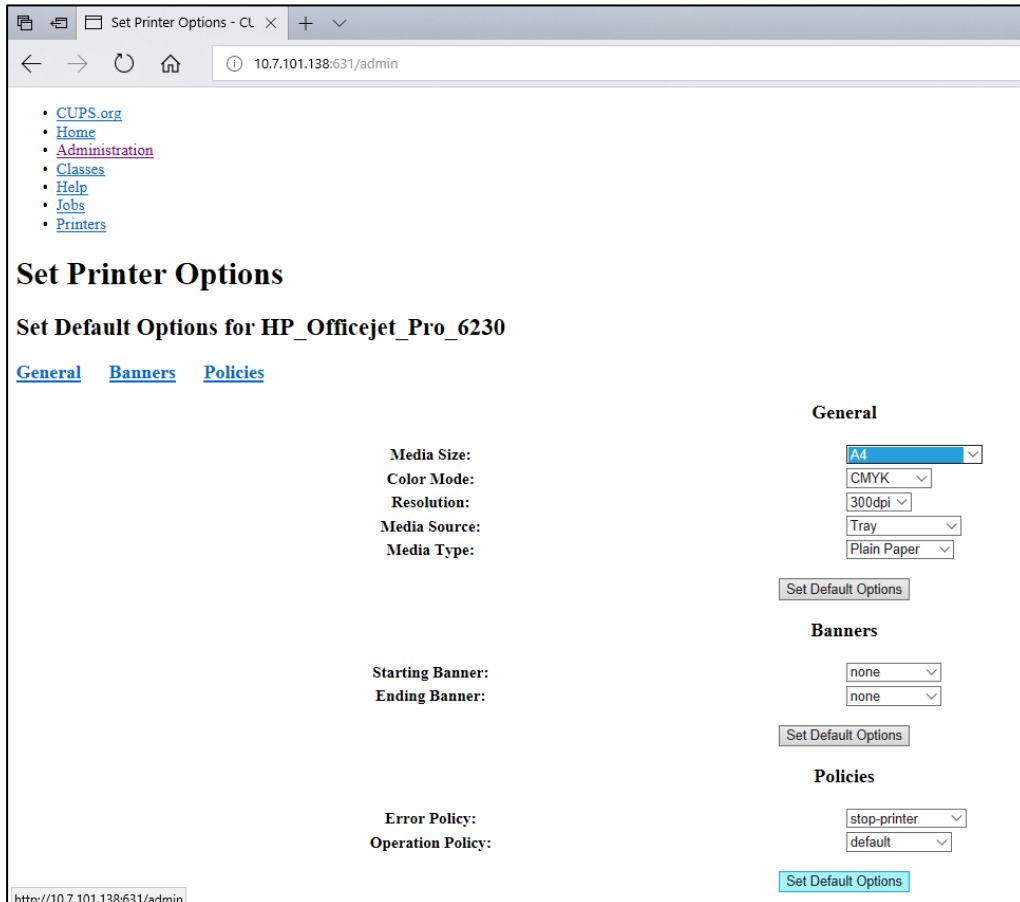 Set Printer Options - CU
10.7.101.138:631/admin
CUPS.org
Home
Administration
Classes
Help
Jobs
Printers
Set Printer Options
Set Default Options for HP_Officejet_Pro_6230
General Banners Policies
General
Media Size: A4
Color Mode: CMYK
Resolution: 300dpi
Media Source: Tray
Media Type: Plain Paper
Set Default Options
Banners
Starting Banner: none
Ending Banner: none
Set Default Options
Policies
Error Policy: stop-printer
Operation Policy: default
Set Default Options
http://10.7.101.138:631/admin